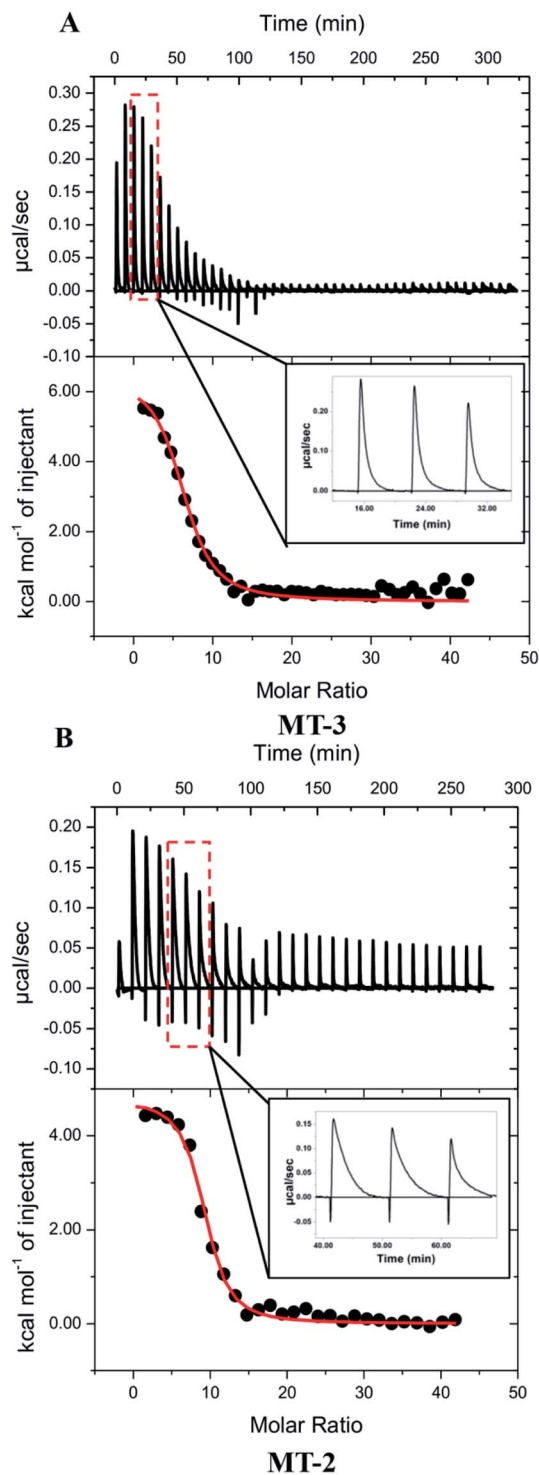 A
Time (min)
0 50 100 150 200 250 300
0.30
0.25
0.20
0.15
0.10
0.05
0.00
-0.05
-0.10
µcal/sec
6.00
4.00
2.00
0.00
kcal mol⁻¹ of injectant
0.20
0.10
0.00
µcal/sec
16.00 24.00 32.00
Time (min)
0 10 20 30 40 50
Molar Ratio
MT-3
B
Time (min)
0 50 100 150 200 250 300
0.20
0.15
0.10
0.05
0.00
-0.05
-0.10
µcal/sec
4.00
2.00
0.00
kcal mol⁻¹ of injectant
0.15
0.10
0.05
0.00
-0.05
µcal/sec
40.00 50.00 60.00
Time (min)
0 10 20 30 40 50
Molar Ratio
MT-2